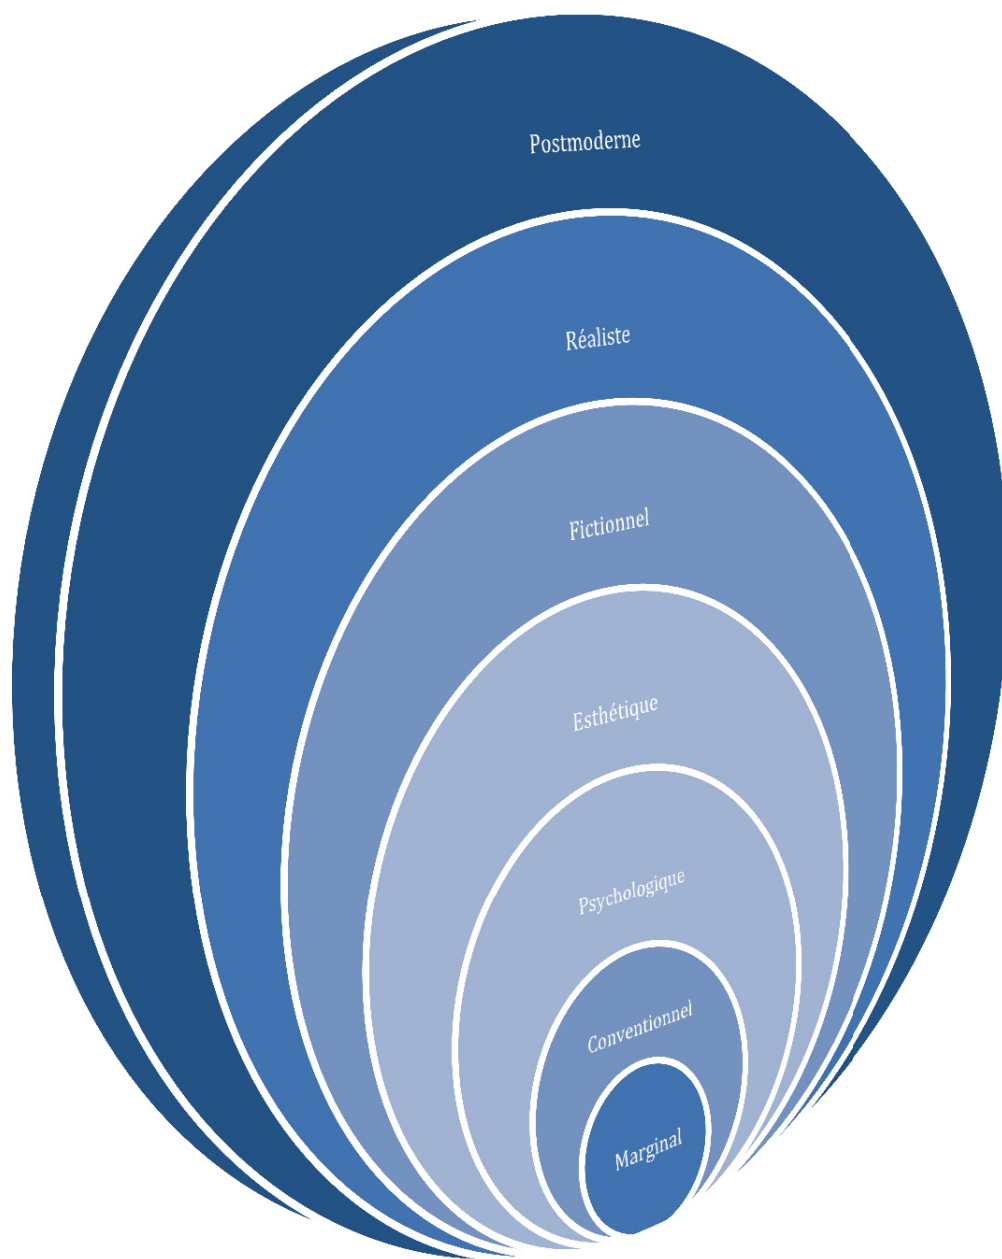 Postmoderne
Réaliste
Fictionnel
Esthétique
Psychologique
Conventionnel
Marginal